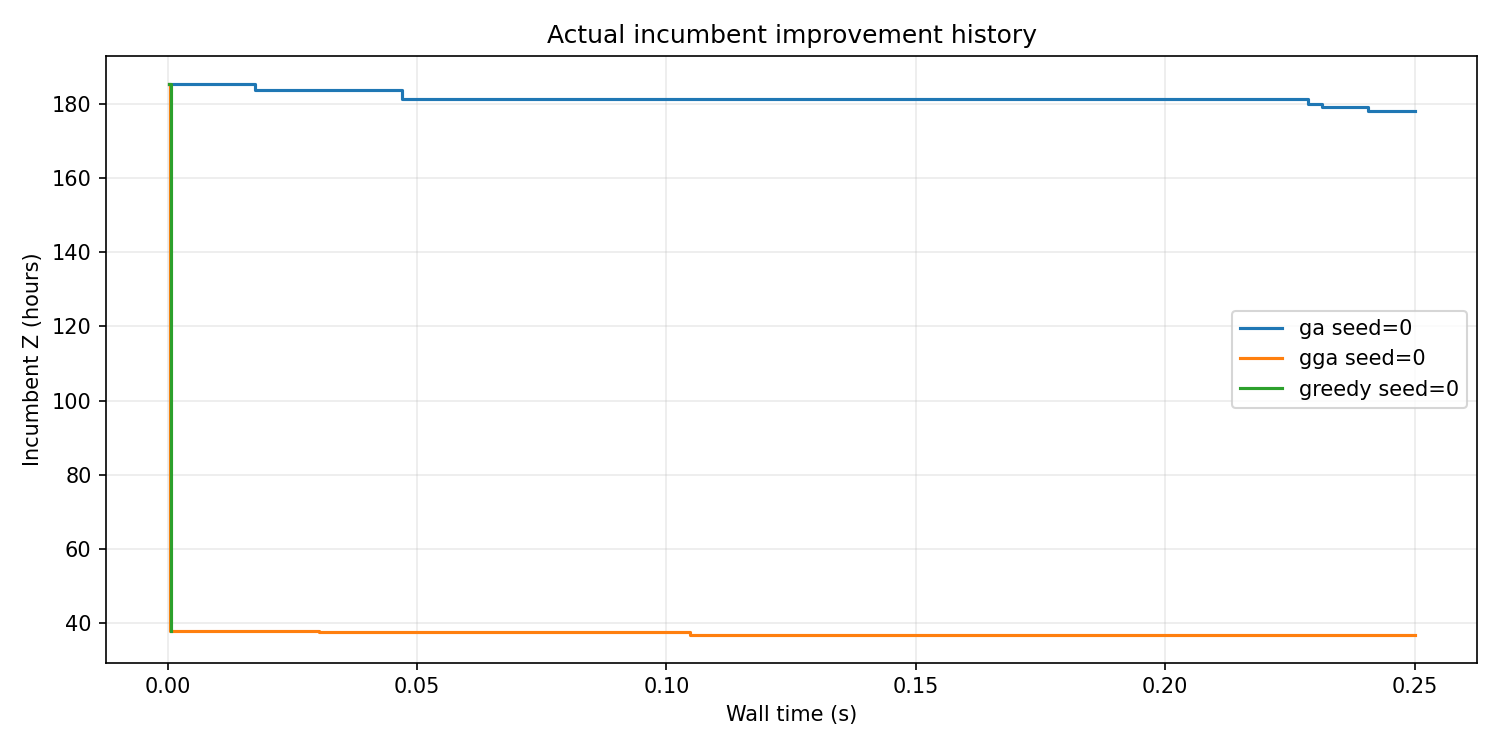 Actual incumbent improvement history
Incumbent Z (hours)
180
160
140
120
100
80
60
40
ga seed=0
gga seed=0
greedy seed=0
0.00 0.05 0.10 0.15 0.20 0.25
Wall time (s)